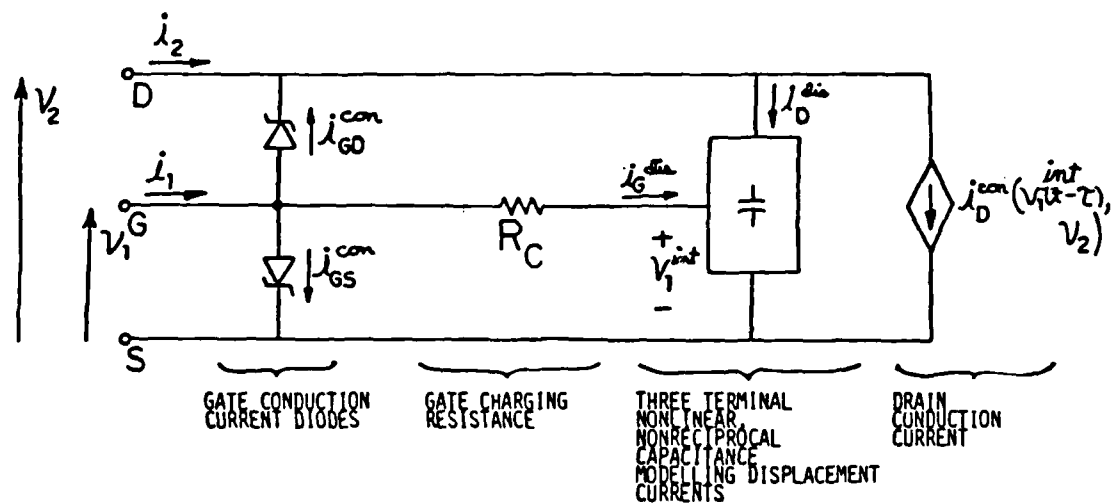 i₂
D
V₂
i_GD^con
i_D^dis
i₁
G
i_G^dis
R_C
V₁
i_GS^con
+
V₁^int
−
i_D^con(V₁^int(t-τ),
V₂)
S
GATE CONDUCTION
CURRENT DIODES
GATE CHARGING
RESISTANCE
THREE TERMINAL
NONLINEAR,
NONRECIPROCAL
CAPACITANCE
MODELLING DISPLACEMENT
CURRENTS
DRAIN
CONDUCTION
CURRENT